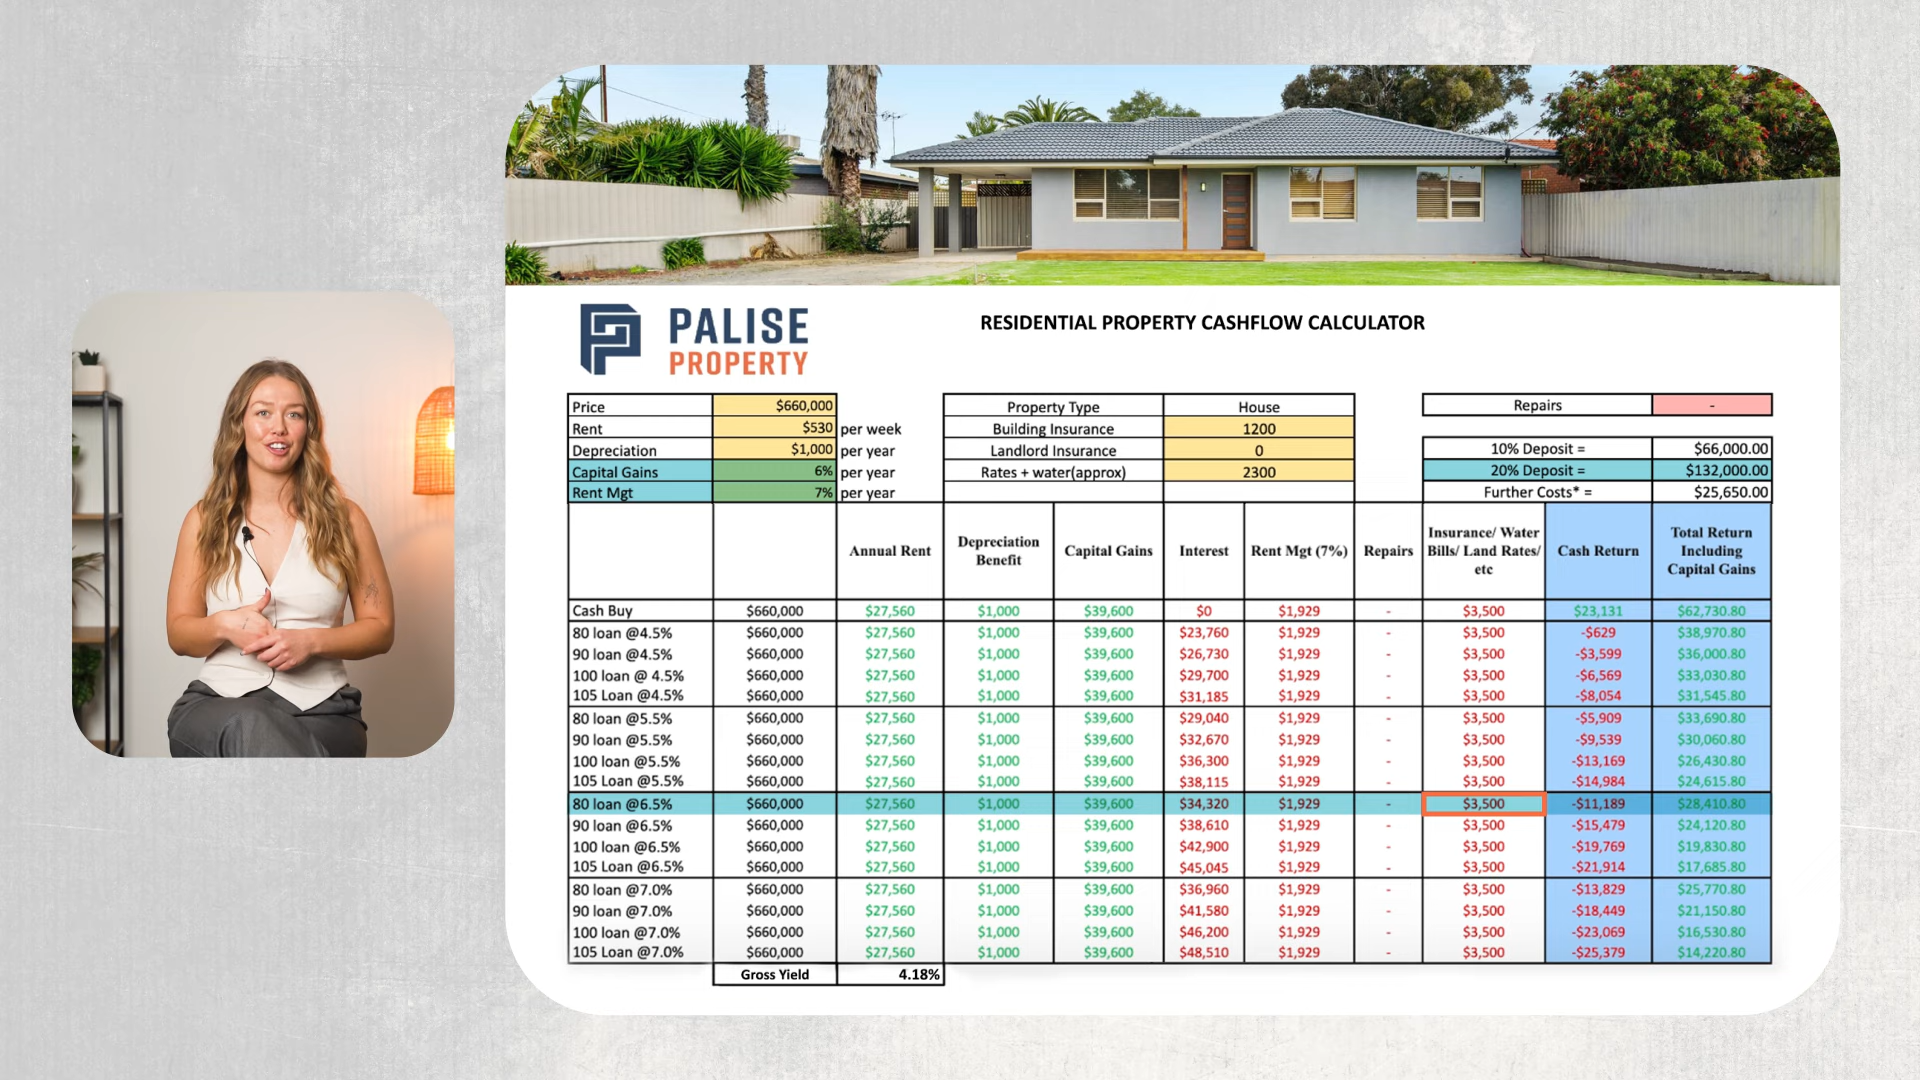 PALISE
PROPERTY
RESIDENTIAL PROPERTY CASHFLOW CALCULATOR
Price $660,000
Rent $530 per week
Depreciation $1,000 per year
Capital Gains 6% per year
Rent Mgt 7% per year
Property Type House
Building Insurance 1200
Landlord Insurance 0
Rates + water(approx) 2300
Repairs -
10% Deposit = $66,000.00
20% Deposit = $132,000.00
Further Costs* = $25,650.00
Annual Rent Depreciation Benefit Capital Gains Interest Rent Mgt (7%) Repairs Insurance/ Water Bills/ Land Rates/ etc Cash Return Total Return Including Capital Gains
Cash Buy $660,000 $27,560 $1,000 $39,600 $0 $1,929 - $3,500 $23,131 $62,730.80
80 loan @4.5% $660,000 $27,560 $1,000 $39,600 $23,760 $1,929 - $3,500 -$629 $38,970.80
90 loan @4.5% $660,000 $27,560 $1,000 $39,600 $26,730 $1,929 - $3,500 -$3,599 $36,000.80
100 loan @ 4.5% $660,000 $27,560 $1,000 $39,600 $29,700 $1,929 - $3,500 -$6,569 $33,030.80
105 Loan @4.5% $660,000 $27,560 $1,000 $39,600 $31,185 $1,929 - $3,500 -$8,054 $31,545.80
80 loan @5.5% $660,000 $27,560 $1,000 $39,600 $29,040 $1,929 - $3,500 -$5,909 $33,690.80
90 loan @5.5% $660,000 $27,560 $1,000 $39,600 $32,670 $1,929 - $3,500 -$9,539 $30,060.80
100 loan @5.5% $660,000 $27,560 $1,000 $39,600 $36,300 $1,929 - $3,500 -$13,169 $26,430.80
105 Loan @5.5% $660,000 $27,560 $1,000 $39,600 $38,115 $1,929 - $3,500 -$14,984 $24,615.80
80 loan @6.5% $660,000 $27,560 $1,000 $39,600 $34,320 $1,929 - $3,500 -$11,189 $28,410.80
90 loan @6.5% $660,000 $27,560 $1,000 $39,600 $38,610 $1,929 - $3,500 -$15,479 $24,120.80
100 loan @6.5% $660,000 $27,560 $1,000 $39,600 $42,900 $1,929 - $3,500 -$19,769 $19,830.80
105 Loan @6.5% $660,000 $27,560 $1,000 $39,600 $45,045 $1,929 - $3,500 -$21,914 $17,685.80
80 loan @7.0% $660,000 $27,560 $1,000 $39,600 $36,960 $1,929 - $3,500 -$13,829 $25,770.80
90 loan @7.0% $660,000 $27,560 $1,000 $39,600 $41,580 $1,929 - $3,500 -$18,449 $21,150.80
100 loan @7.0% $660,000 $27,560 $1,000 $39,600 $46,200 $1,929 - $3,500 -$23,069 $16,530.80
105 Loan @7.0% $660,000 $27,560 $1,000 $39,600 $48,510 $1,929 - $3,500 -$25,379 $14,220.80
Gross Yield 4.18%